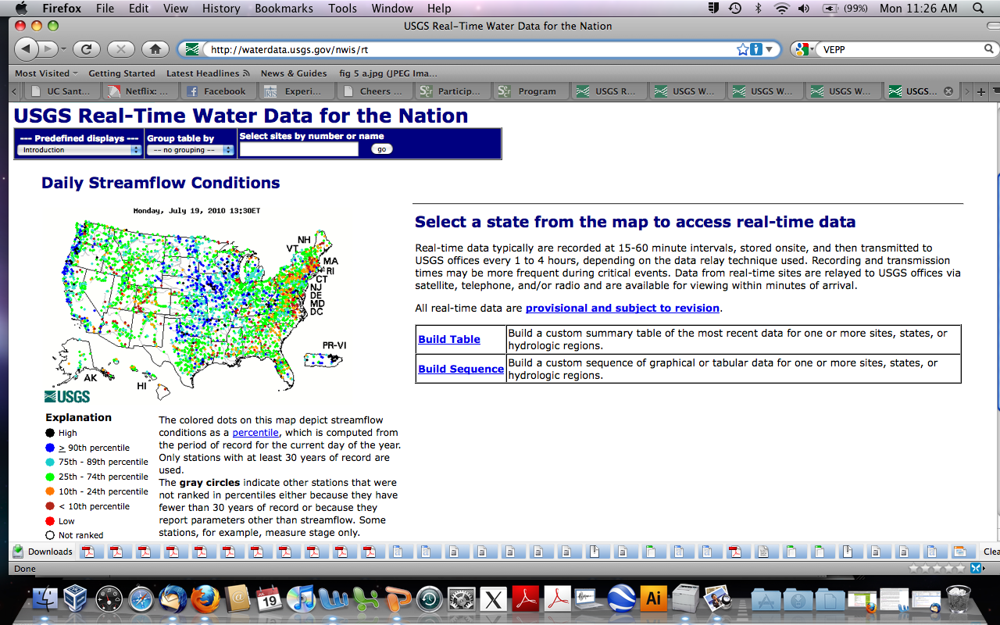 Firefox File Edit View History Bookmarks Tools Window Help (99%) Mon 11:26 AM
USGS Real-Time Water Data for the Nation
http://waterdata.usgs.gov/nwis/rt VEPP
Most Visited Getting Started Latest Headlines News & Guides fig 5 a.jpg (JPEG Ima...
UC Sant... Netflix: ... Facebook IRIS Experi... Cheers ... Particip... Program USGS R... USGS W... USGS W... USGS W... USGS...
USGS Real-Time Water Data for the Nation
--- Predefined displays --- Group table by Select sites by number or name
Introduction -- no grouping -- go
Daily Streamflow Conditions
Monday, July 19, 2010 13:30ET
NH
VT
MA
RI
CT
NJ
DE
MD
DC
PR-VI
AK
HI
USGS
Select a state from the map to access real-time data
Real-time data typically are recorded at 15-60 minute intervals, stored onsite, and then transmitted to
USGS offices every 1 to 4 hours, depending on the data relay technique used. Recording and transmission
times may be more frequent during critical events. Data from real-time sites are relayed to USGS offices via
satellite, telephone, and/or radio and are available for viewing within minutes of arrival.
All real-time data are provisional and subject to revision.
Build Table Build a custom summary table of the most recent data for one or more sites, states, or
hydrologic regions.
Build Sequence Build a custom sequence of graphical or tabular data for one or more sites, states, or
hydrologic regions.
Explanation
High
> 90th percentile
75th - 89th percentile
25th - 74th percentile
10th - 24th percentile
< 10th percentile
Low
Not ranked
The colored dots on this map depict streamflow
conditions as a percentile, which is computed from
the period of record for the current day of the year.
Only stations with at least 30 years of record are
used.
The gray circles indicate other stations that were
not ranked in percentiles either because they have
fewer than 30 years of record or because they
report parameters other than streamflow. Some
stations, for example, measure stage only.
Downloads Clea
Done
JUL
19
X
Ai